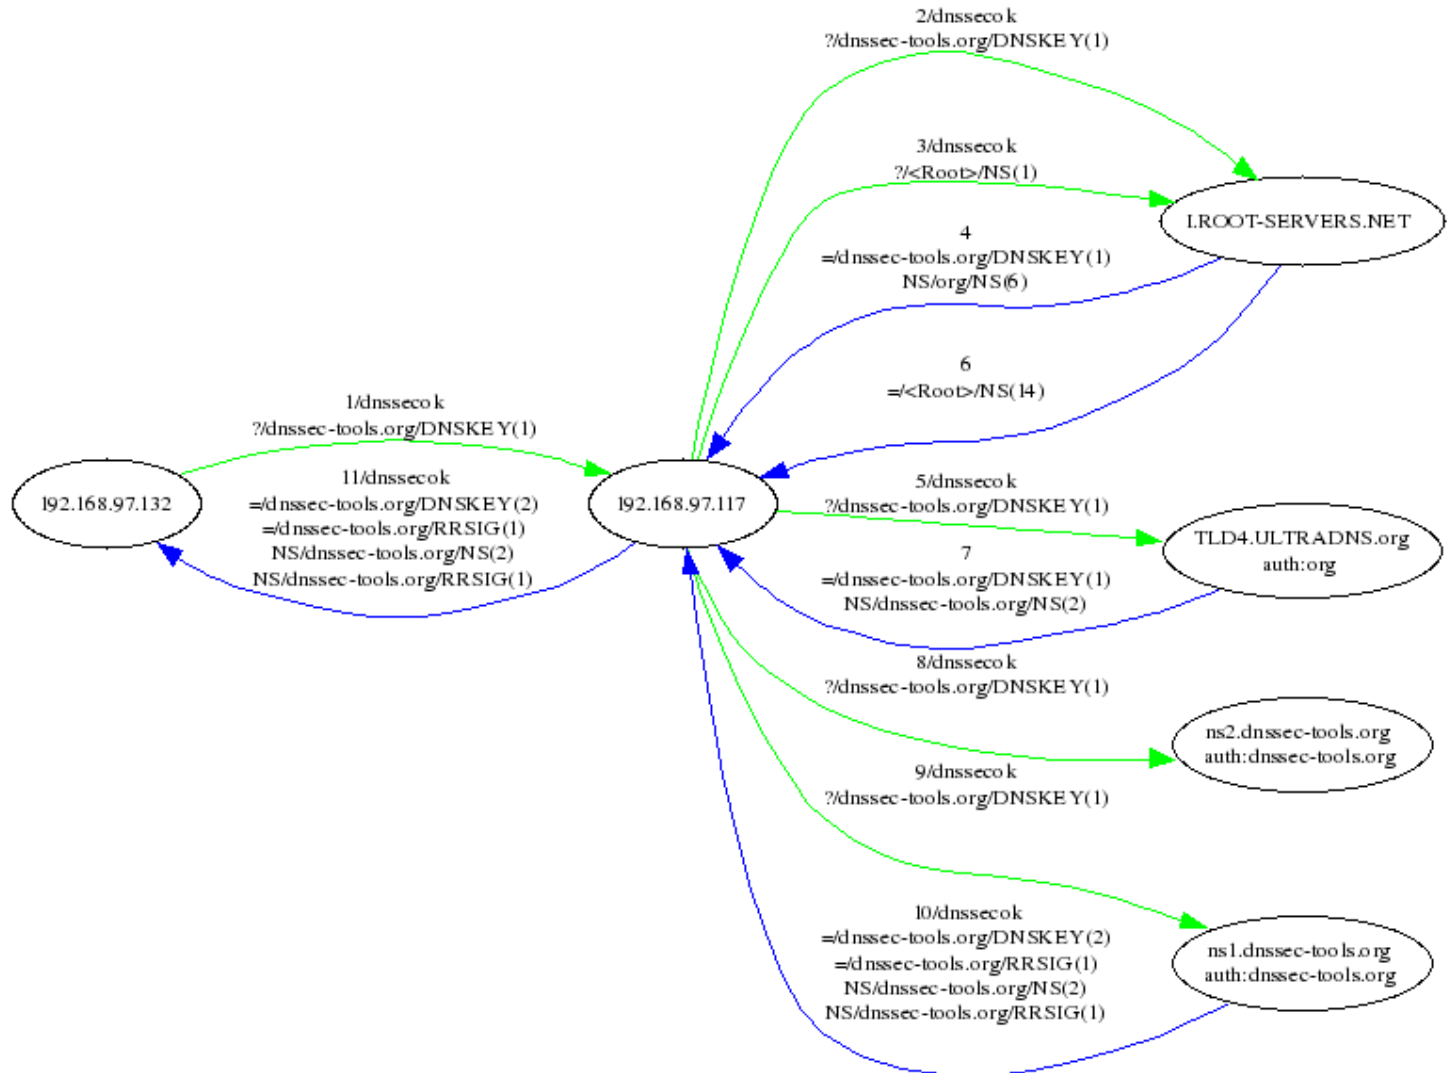 2/dnssecok
?/dnssec-tools.org/DNSKEY(1)
3/dnssecok
?/<Root>/NS(1)
I.ROOT-SERVERS.NET
4
=/dnssec-tools.org/DNSKEY(1)
NS/org/NS(6)
6
=/<Root>/NS(14)
1/dnssecok
?/dnssec-tools.org/DNSKEY(1)
192.168.97.132
11/dnssecok
=/dnssec-tools.org/DNSKEY(2)
=/dnssec-tools.org/RRSIG(1)
NS/dnssec-tools.org/NS(2)
NS/dnssec-tools.org/RRSIG(1)
192.168.97.117
5/dnssecok
?/dnssec-tools.org/DNSKEY(1)
TLD4.ULTRADNS.org
auth:org
7
=/dnssec-tools.org/DNSKEY(1)
NS/dnssec-tools.org/NS(2)
8/dnssecok
?/dnssec-tools.org/DNSKEY(1)
ns2.dnssec-tools.org
auth:dnssec-tools.org
9/dnssecok
?/dnssec-tools.org/DNSKEY(1)
10/dnssecok
=/dnssec-tools.org/DNSKEY(2)
=/dnssec-tools.org/RRSIG(1)
NS/dnssec-tools.org/NS(2)
NS/dnssec-tools.org/RRSIG(1)
ns1.dnssec-tools.org
auth:dnssec-tools.org